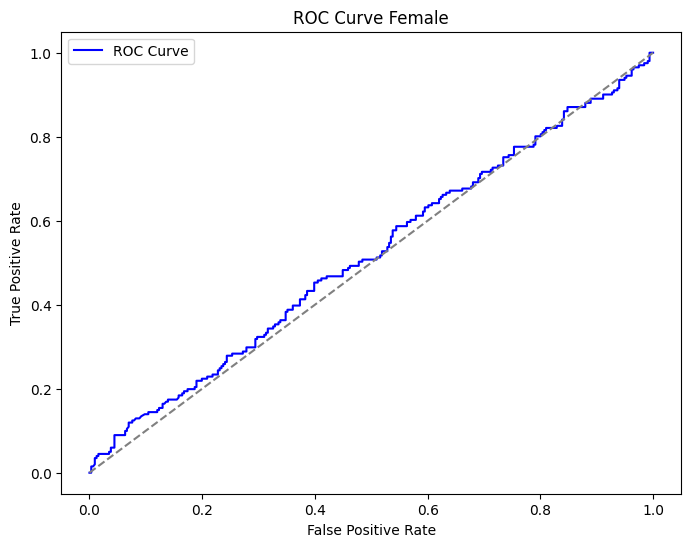 ROC Curve Female
ROC Curve
True Positive Rate
1.0
0.8
0.6
0.4
0.2
0.0
0.0 0.2 0.4 0.6 0.8 1.0
False Positive Rate